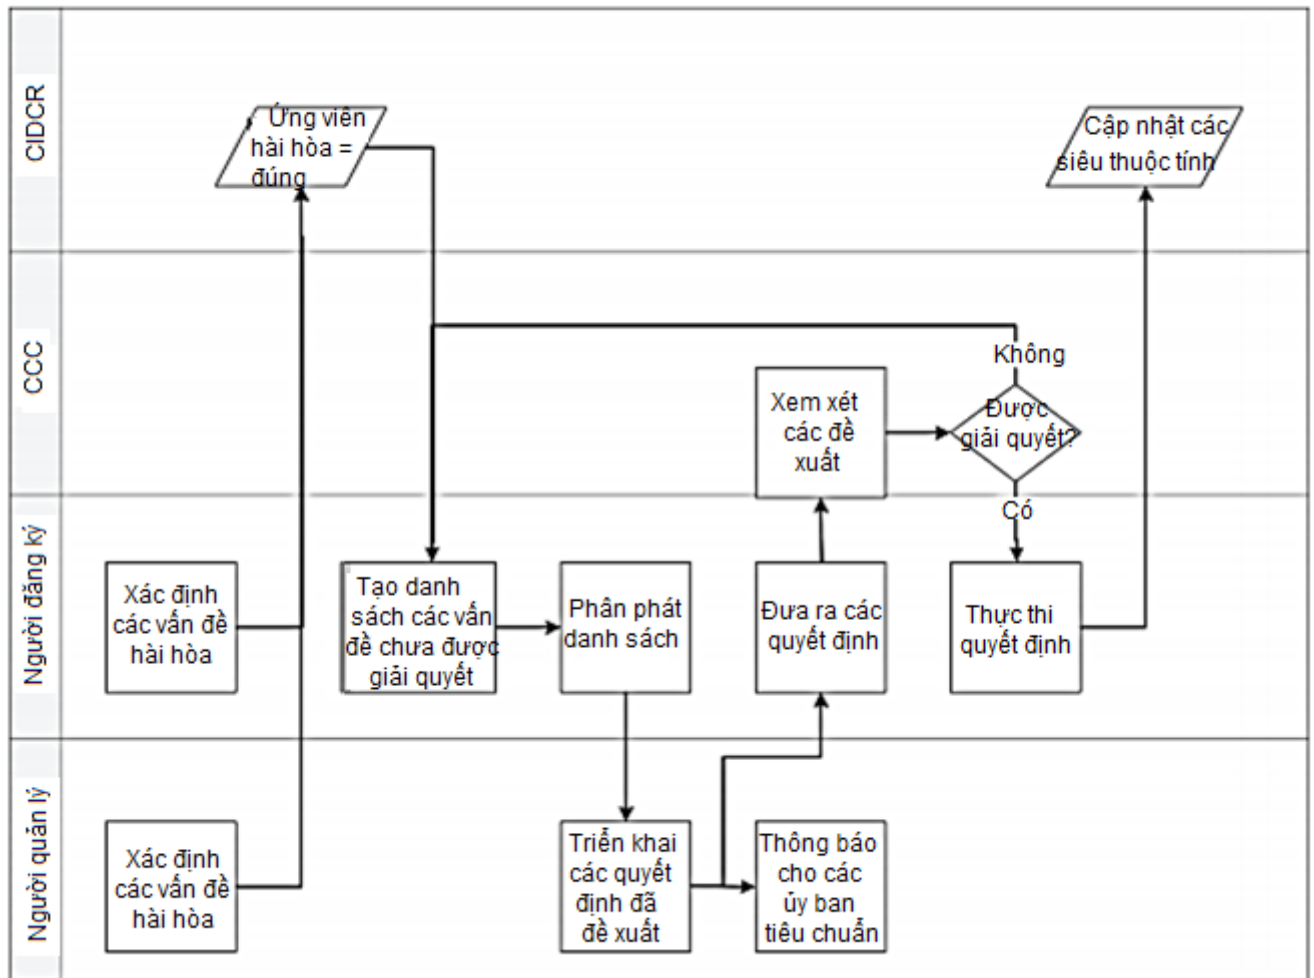 CIDCR
Ứng viên
hài hòa =
đúng
Cập nhật các
siêu thuộc tính
CCC
Không
Xem xét
các đề
xuất
Được
giải quyết?
Có
Người đăng ký
Xác định
các vấn đề
hài hòa
Tạo danh
sách các vấn
đề chưa được
giải quyết
Phân phát
danh sách
Đưa ra các
quyết định
Thực thi
quyết định
Người quản lý
Xác định
các vấn đề
hài hòa
Triển khai
các quyết
định đã
đề xuất
Thông báo
cho các
ủy ban
tiêu chuẩn